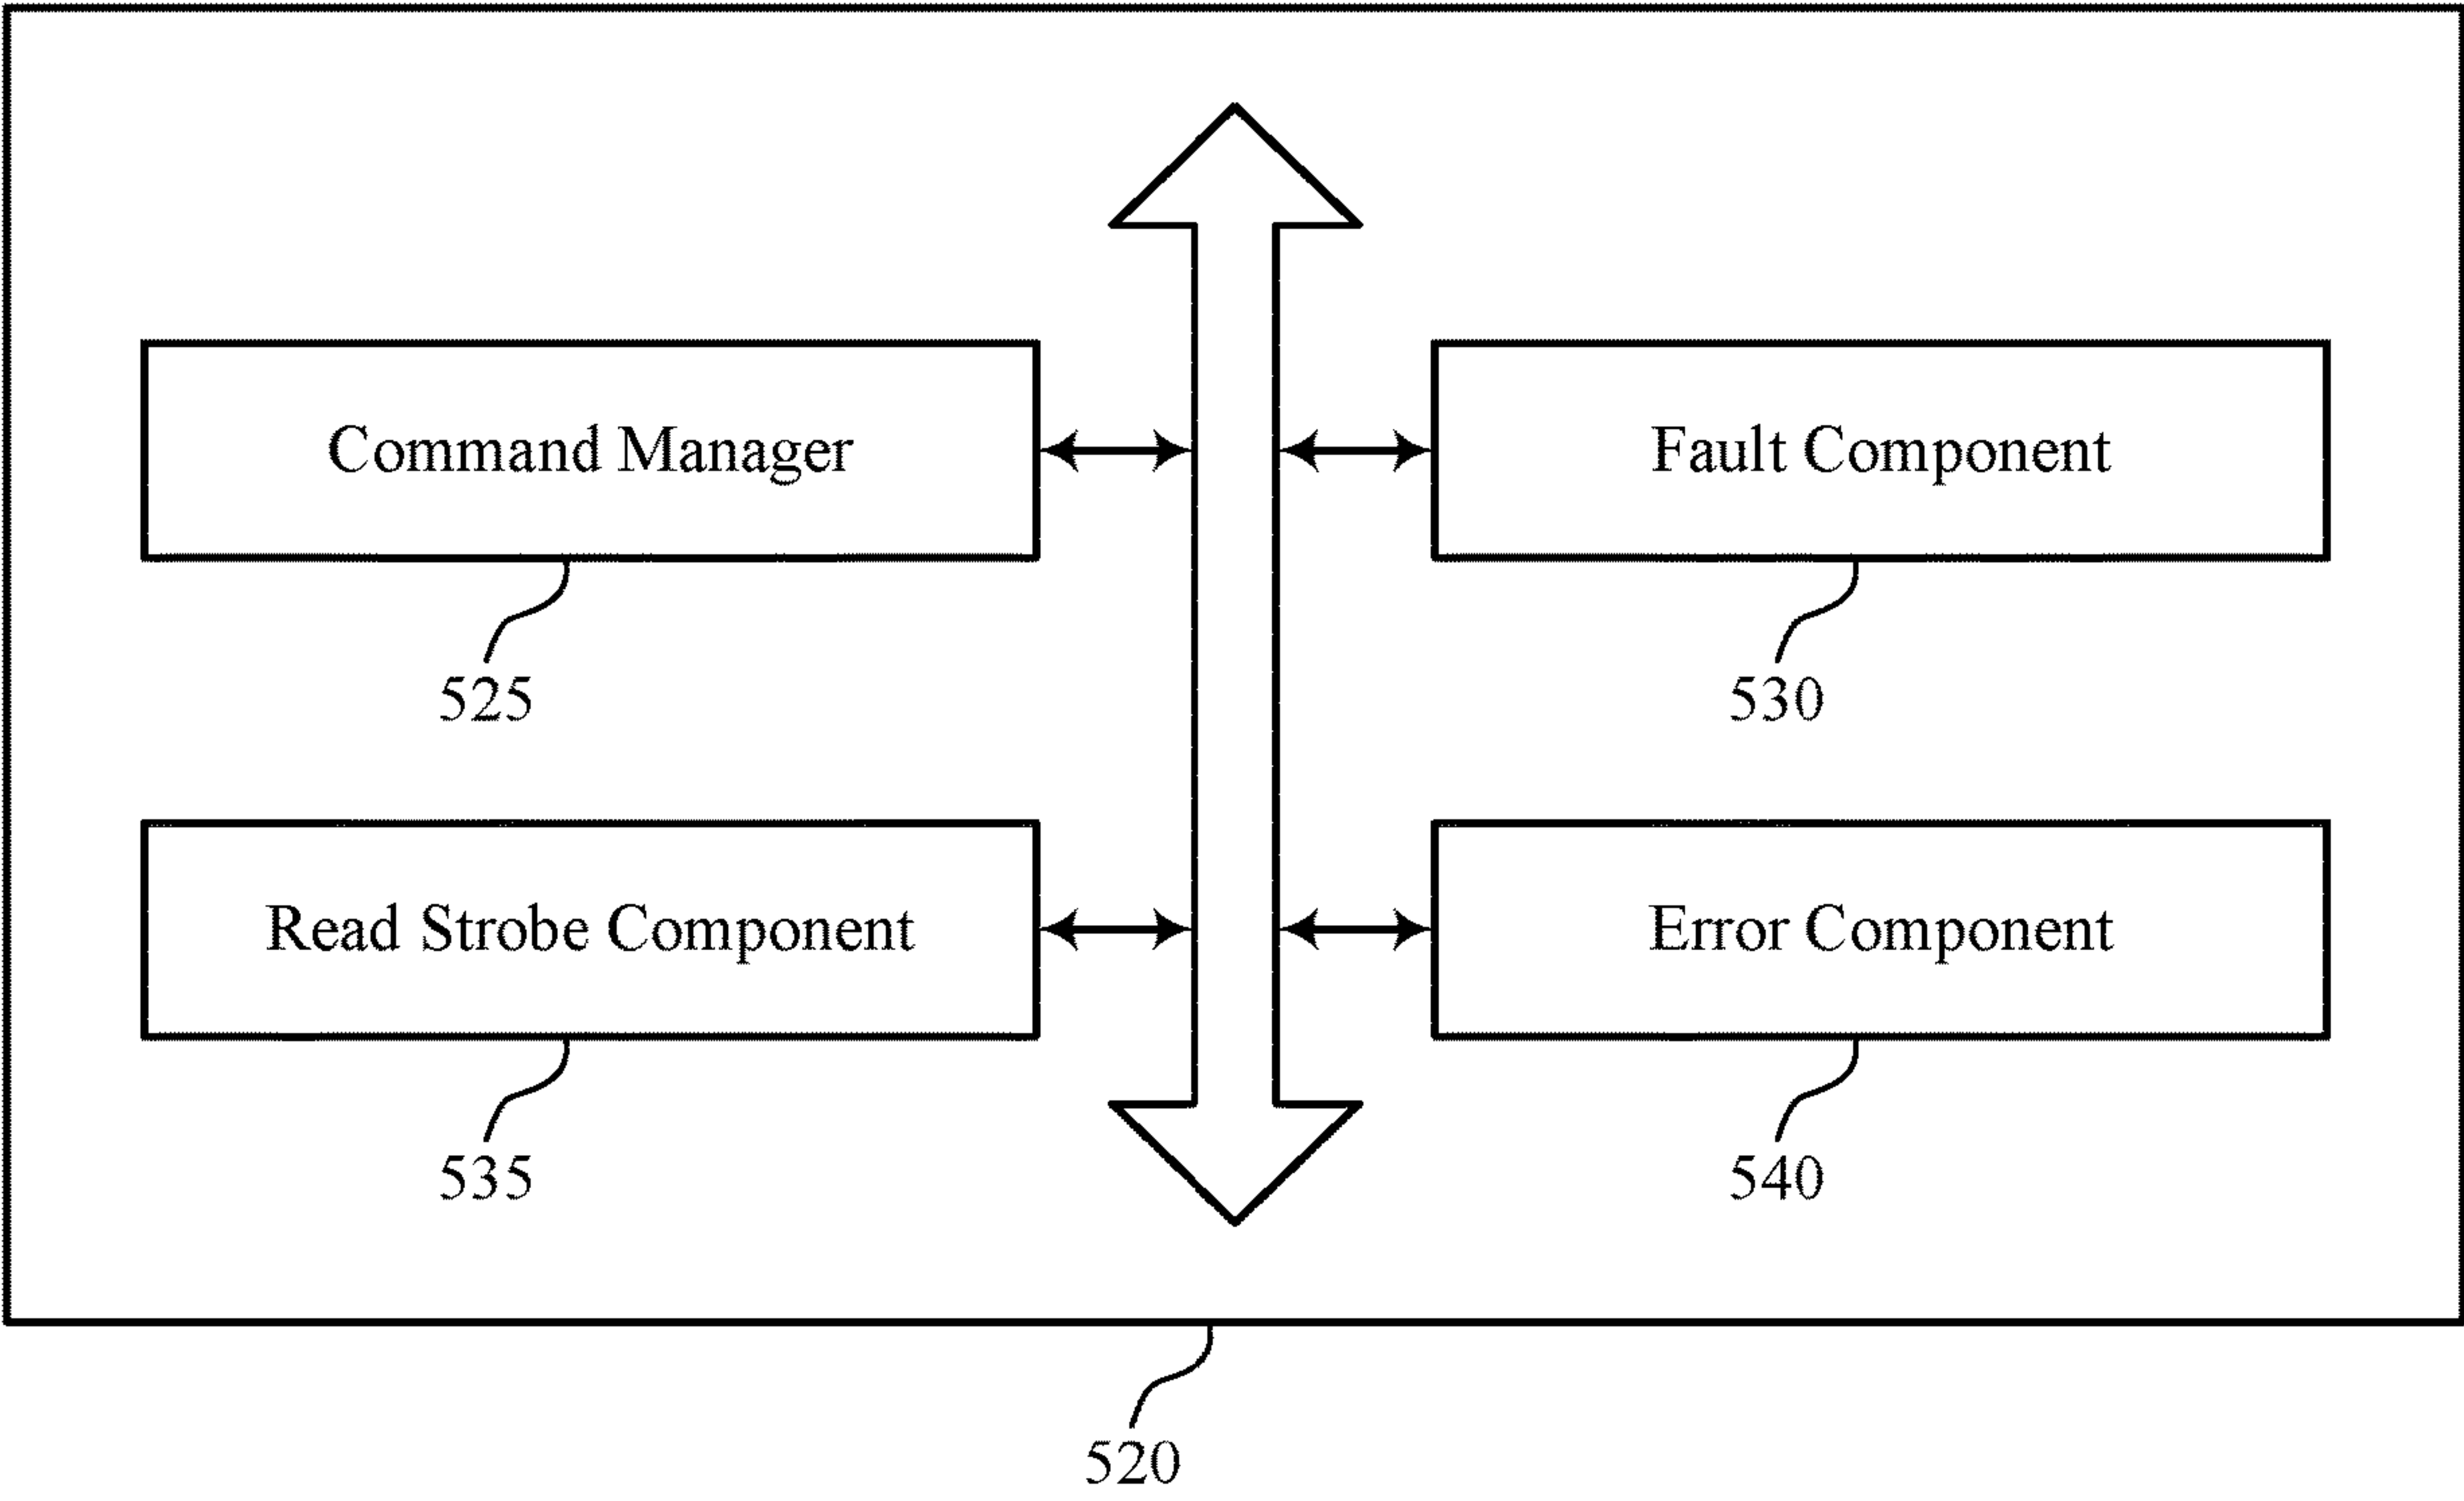 Command Manager
Fault Component
525
530
Read Strobe Component
Error Component
535
540
520